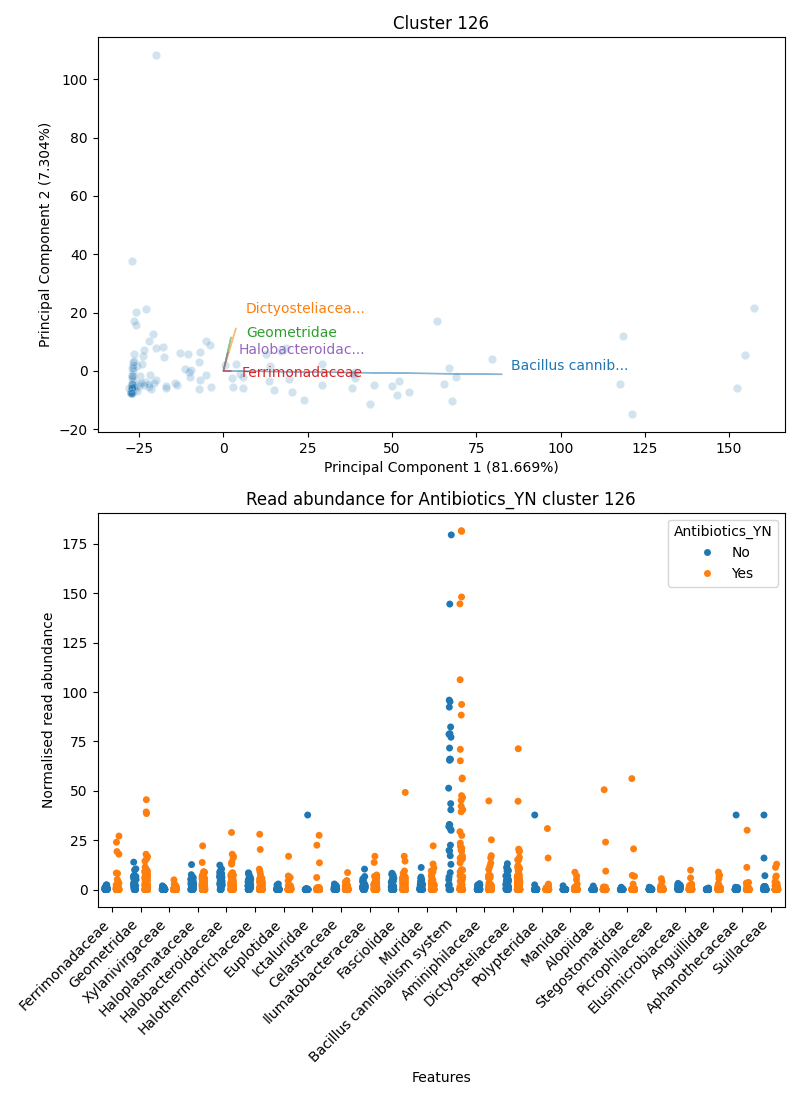 Cluster 126
100
80
60
40
20
0
−20
Principal Component 2 (7.304%)
Dictyosteliacea...
Geometridae
Halobacteroidac...
Ferrimonadaceae
Bacillus cannib...
−25
0
25
50
75
100
125
150
Principal Component 1 (81.669%)
Read abundance for Antibiotics_YN cluster 126
Antibiotics_YN
No
Yes
175
150
125
100
75
50
25
0
Normalised read abundance
Ferrimonadaceae
Geometridae
Xylanivirgaceae
Haloplasmataceae
Halobacteroidaceae
Halothermotrichaceae
Euplotidae
Ictaluridae
Celastraceae
Ilumatobacteraceae
Fasciolidae
Muridae
Bacillus cannibalism system
Aminiphilaceae
Dictyosteliaceae
Polypteridae
Manidae
Alopiidae
Stegostomatidae
Picrophilaceae
Elusimicrobiaceae
Anguillidae
Aphanothecaceae
Suillaceae
Features